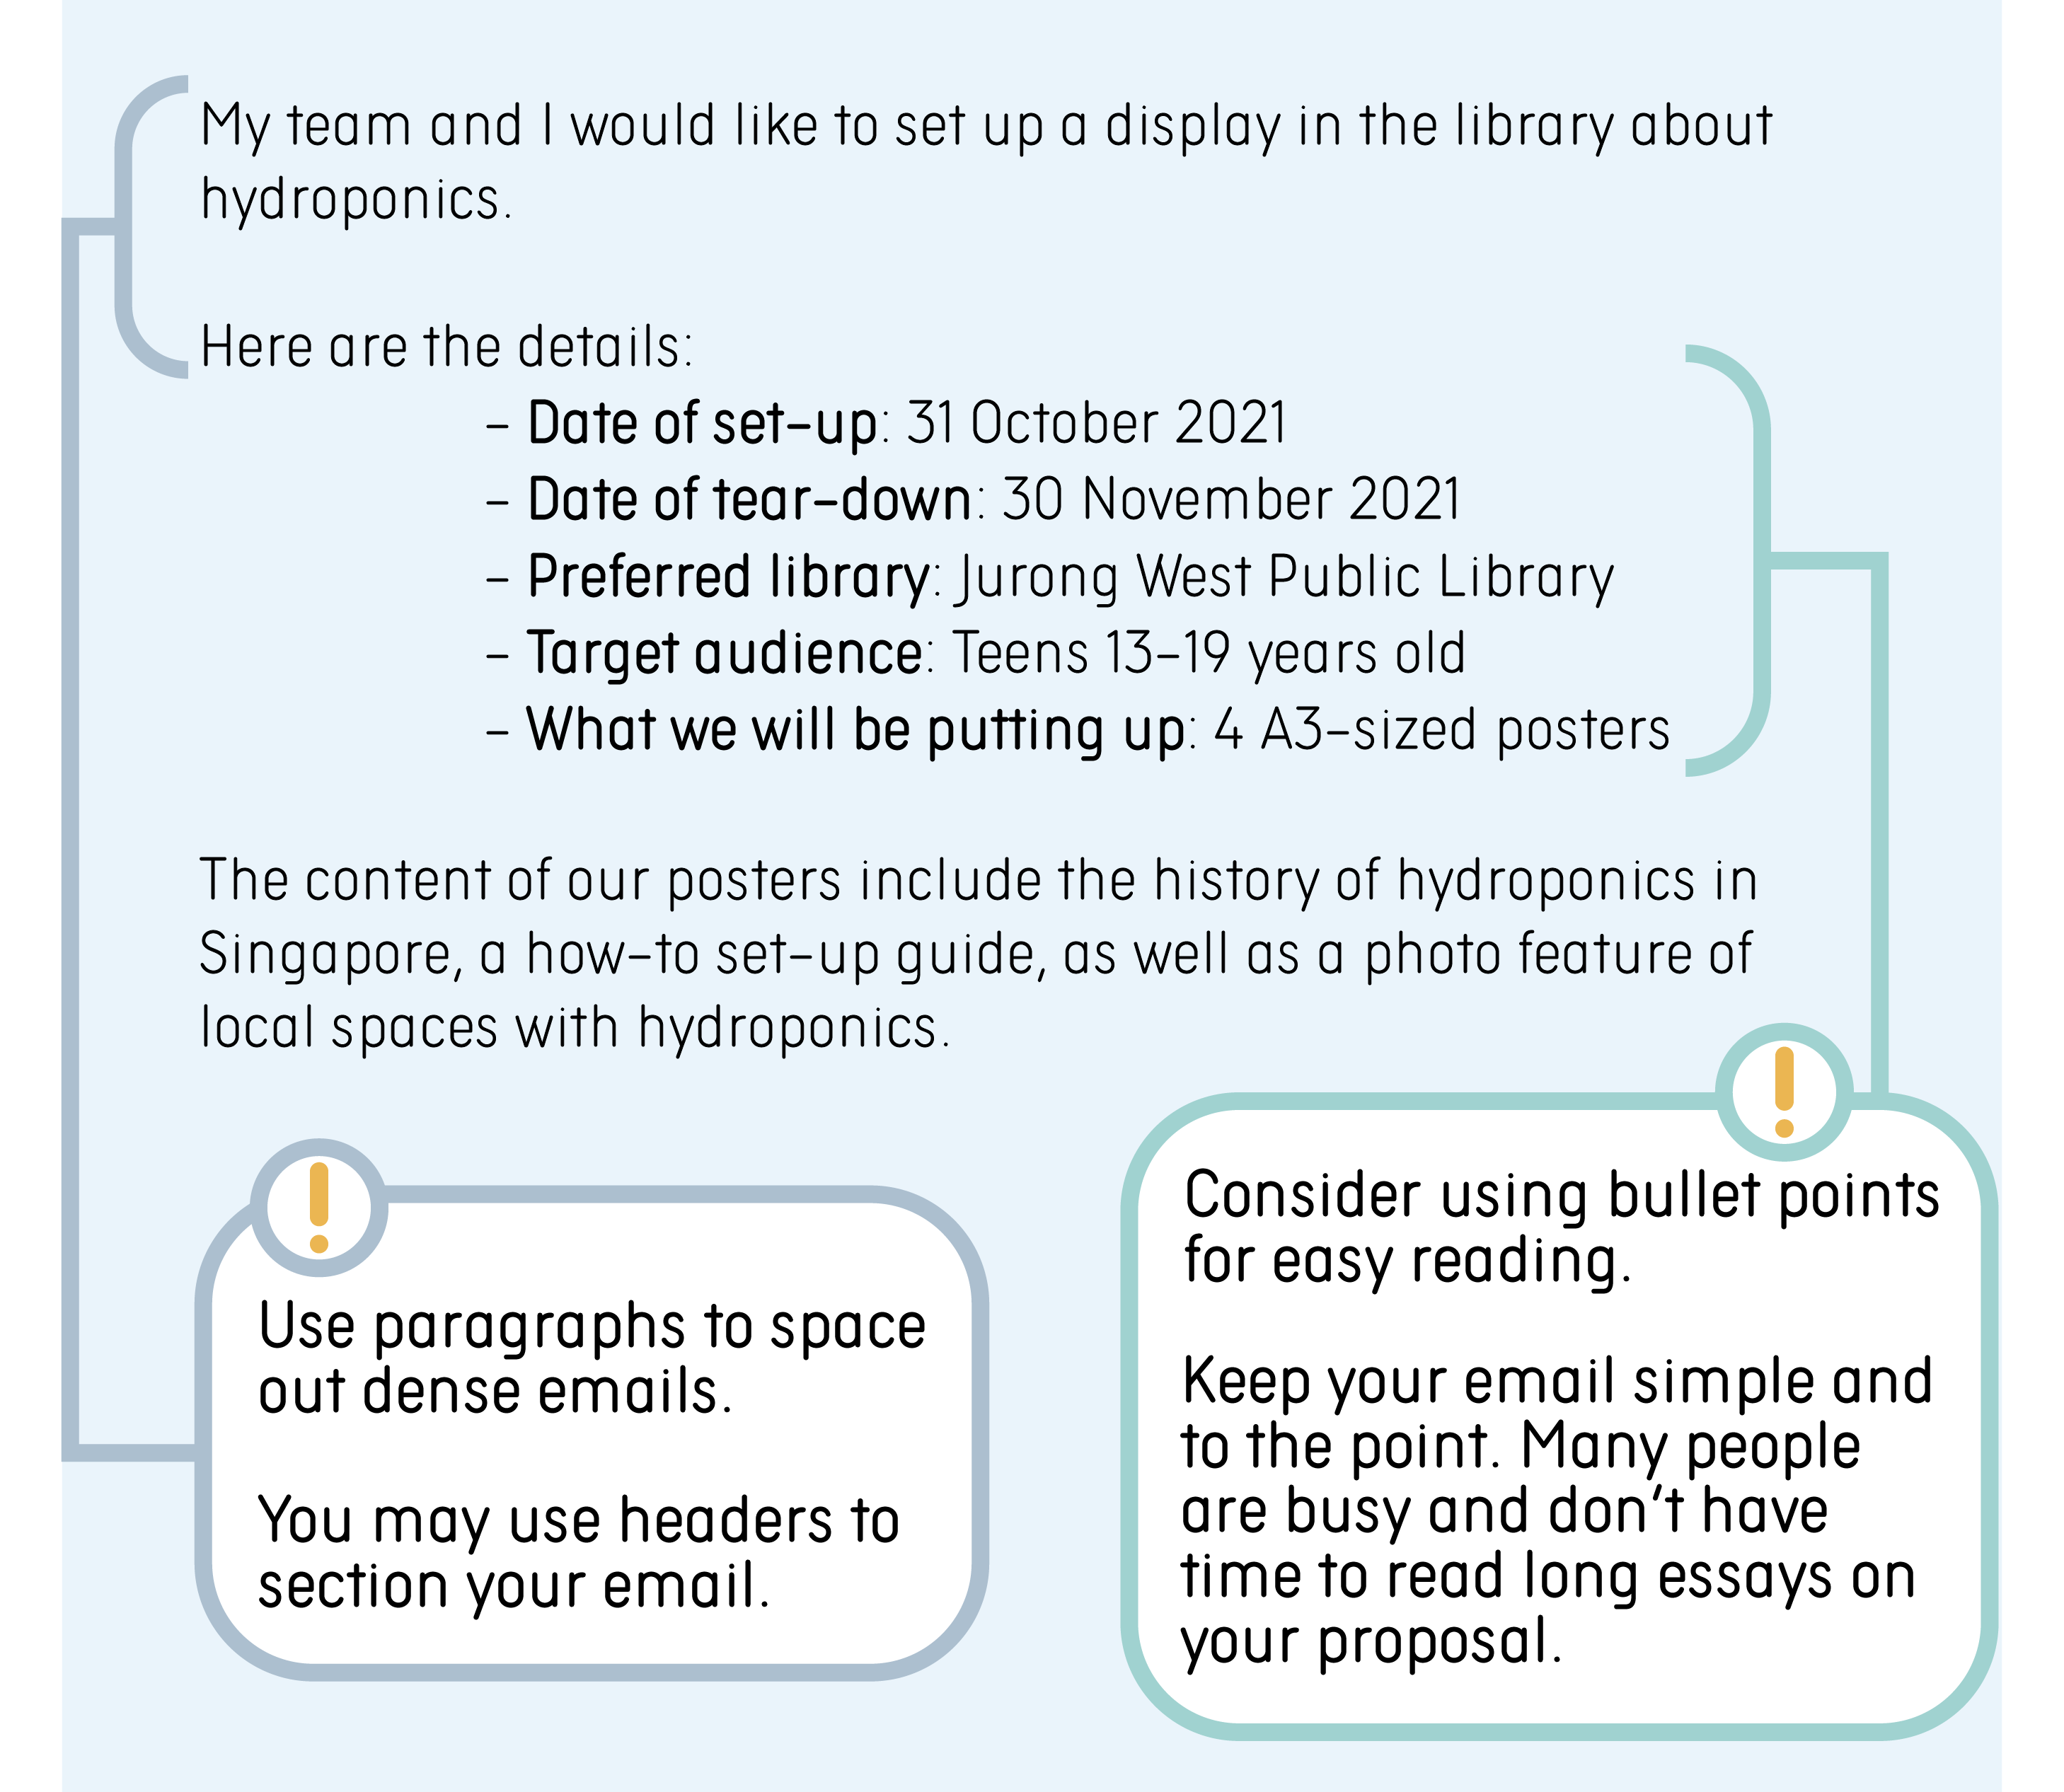 My team and I would like to set up a display in the library about
hydroponics.
Here are the details:
- Date of set-up: 31 October 2021
- Date of tear-down: 30 November 2021
- Preferred library: Jurong West Public Library
- Target audience: Teens 13-19 years old
- What we will be putting up: 4 A3-sized posters
The content of our posters include the history of hydroponics in
Singapore, a how-to set-up guide, as well as a photo feature of
local spaces with hydroponics.
!
Use paragraphs to space
out dense emails.
You may use headers to
section your email.
!
Consider using bullet points
for easy reading.
Keep your email simple and
to the point. Many people
are busy and don't have
time to read long essays on
your proposal.